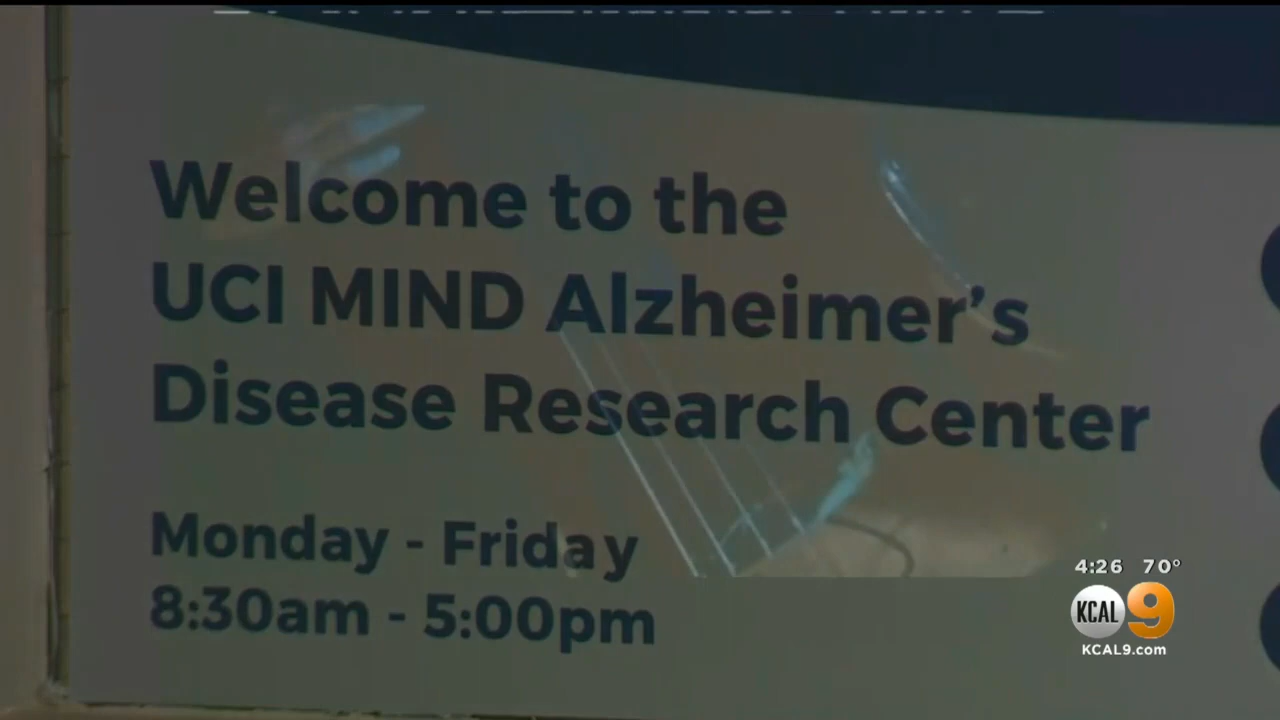 Welcome to the
UCI MIND Alzheimer's
Disease Research Center
Monday - Friday
8:30am - 5:00pm
4:26 70°
KCAL 9
KCAL9.com